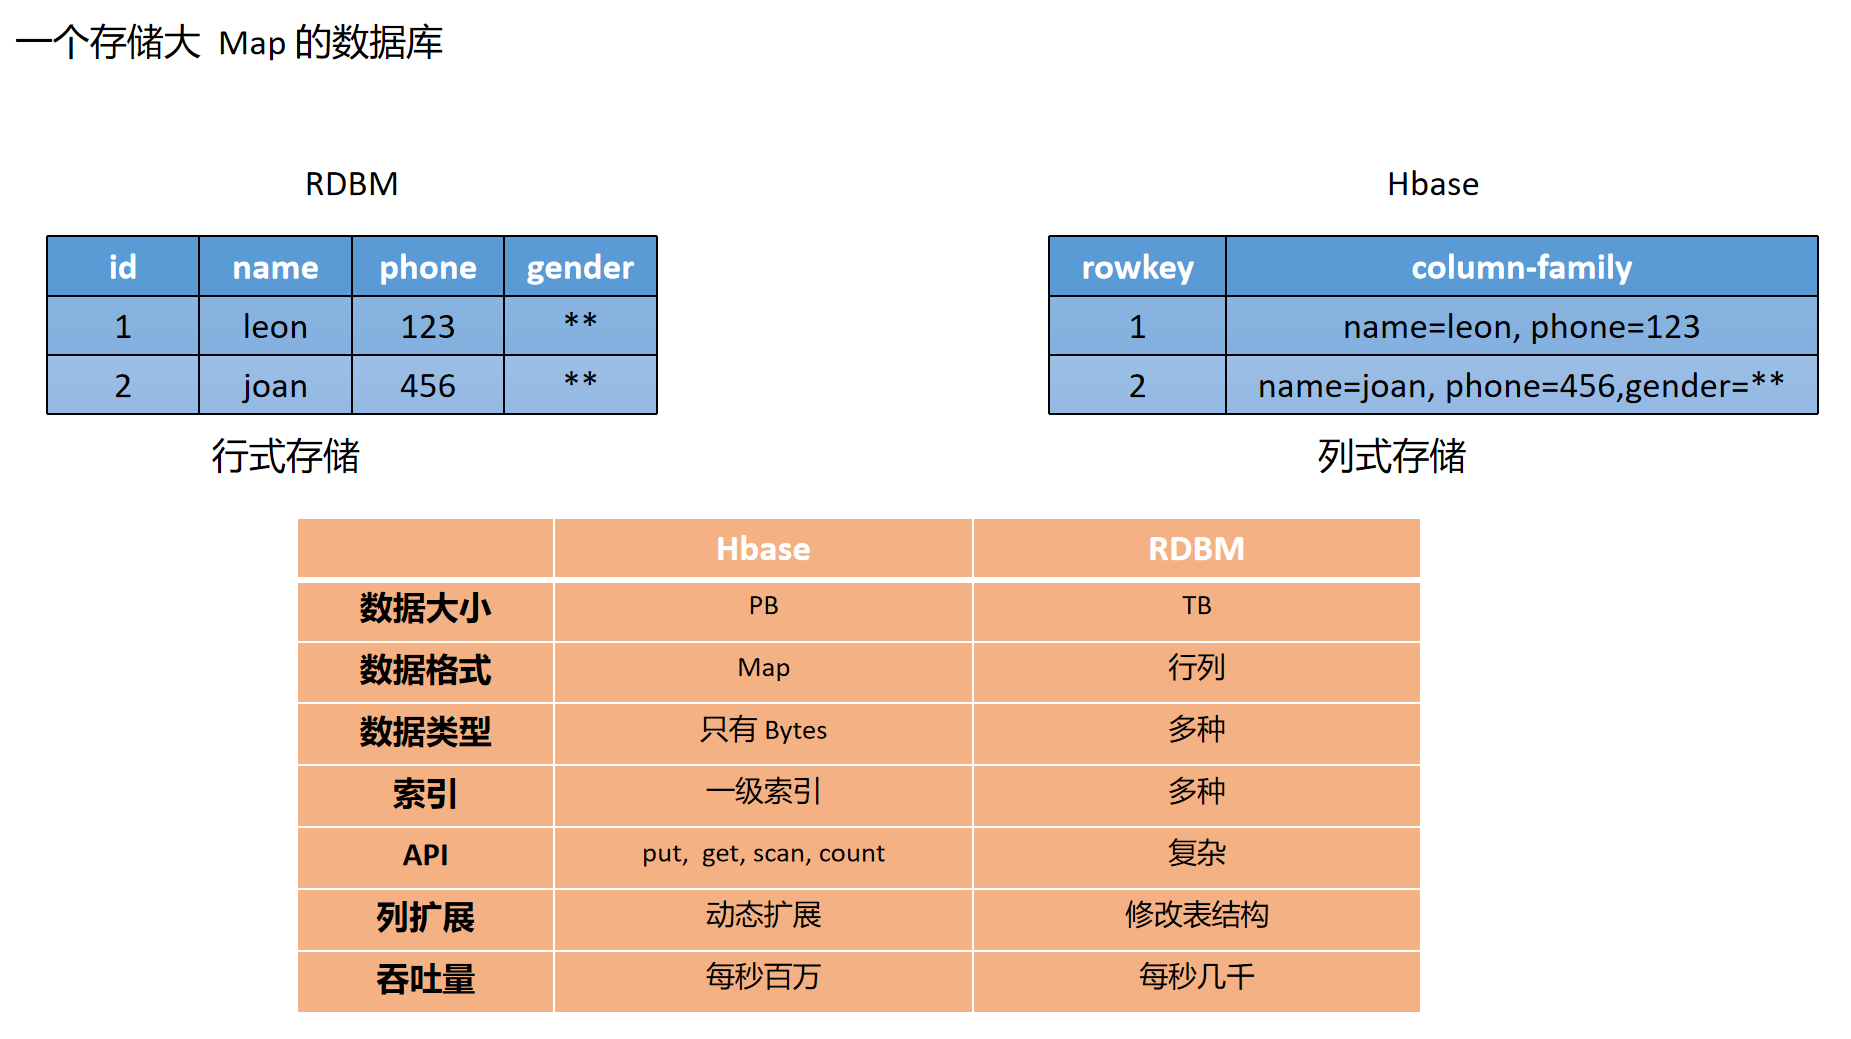 一个存储大 Map 的数据库
RDBM
Hbase
id name phone gender
1 leon 123 **
2 joan 456 **
rowkey column-family
1 name=leon, phone=123
2 name=joan, phone=456,gender=**
行式存储
列式存储
Hbase RDBM
数据大小 PB TB
数据格式 Map 行列
数据类型 只有 Bytes 多种
索引 一级索引 多种
API put, get, scan, count 复杂
列扩展 动态扩展 修改表结构
吞吐量 每秒百万 每秒几千